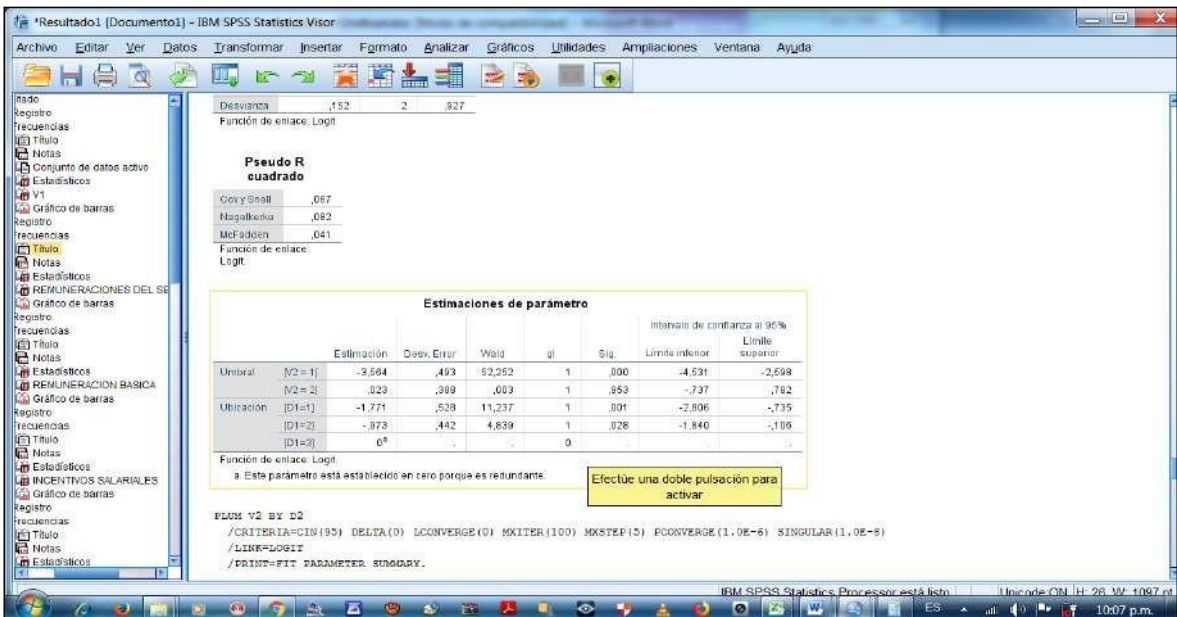 *Resultado1 [Documento1] - IBM SPSS Statistics Visor
Archivo Editar Ver Datos Transformar Insertar Formato Analizar Gráficos Utilidades Ampliaciones Ventana Ayuda
ltado
Registro
Frecuencias
Título
Notas
Conjunto de datos activo
Estadísticos
V1
Gráfico de barras
Registro
Frecuencias
Título
Notas
Estadísticos
REMUNERACIONES DEL SE
Gráfico de barras
Registro
Frecuencias
Título
Notas
Estadísticos
REMUNERACION BASICA
Gráfico de barras
Registro
Frecuencias
Título
Notas
Estadísticos
INCENTIVOS SALARIALES
Gráfico de barras
Registro
Frecuencias
Título
Notas
Estadísticos
Desvianza ,152 2 ,927
Función de enlace: Logit.
Pseudo R
cuadrado
Cox y Snell ,067
Nagelkerke ,082
McFadden ,041
Función de enlace:
Logit.
Estimaciones de parámetro
Intervalo de confianza al 95%
Estimación Desv. Error Wald gl Sig. Límite inferior Límite superior
Umbral [V2 = 1] -3,564 ,493 52,252 1 ,000 -4,531 -2,598
[V2 = 2] ,023 ,388 ,003 1 ,953 -,737 ,782
Ubicación [D1=1] -1,771 ,528 11,237 1 ,001 -2,806 -,735
[D1=2] -,973 ,442 4,839 1 ,028 -1,840 -,106
[D1=3] 0a . . 0 . . .
Función de enlace: Logit.
a. Este parámetro está establecido en cero porque es redundante.
Efectúe una doble pulsación para
activar
PLUM V2 BY D2
/CRITERIA=CIN(95) DELTA(0) LCONVERGE(0) MXITER(100) MXSTEP(5) PCONVERGE(1.0E-6) SINGULAR(1.0E-8)
/LINK=LOGIT
/PRINT=FIT PARAMETER SUMMARY.
IBM SPSS Statistics Processor está listo Unicode:ON H: 26, W: 1097 pt
ES 10:07 p.m.